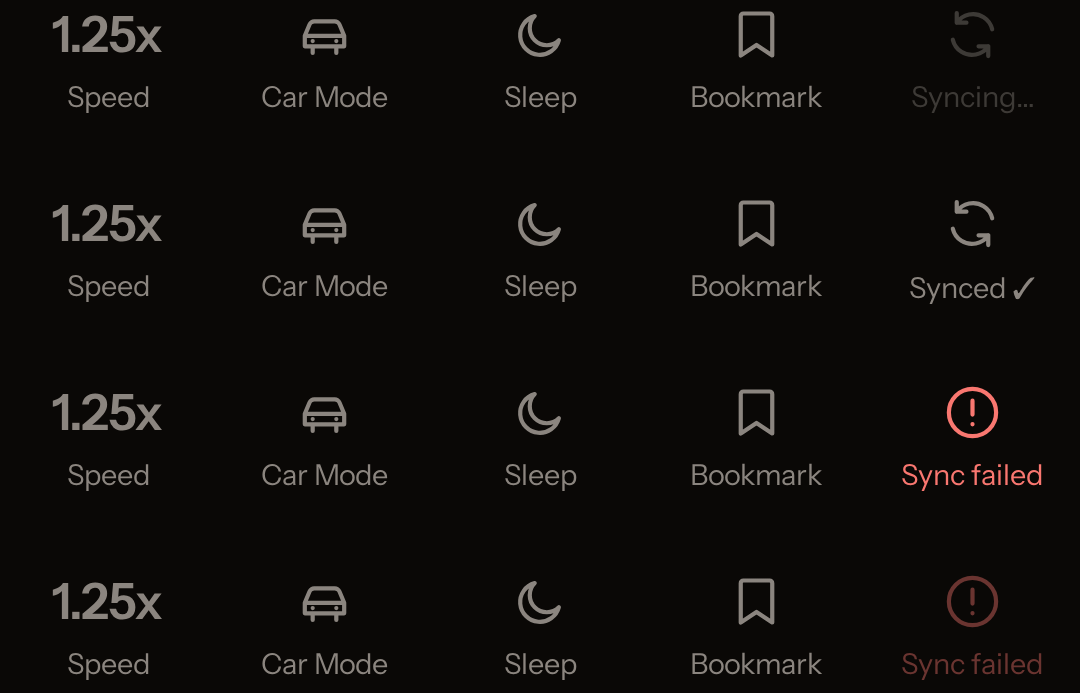 1.25x
Speed
Car Mode
Sleep
Bookmark
Syncing...
1.25x
Speed
Car Mode
Sleep
Bookmark
Synced ✓
1.25x
Speed
Car Mode
Sleep
Bookmark
Sync failed
1.25x
Speed
Car Mode
Sleep
Bookmark
Sync failed